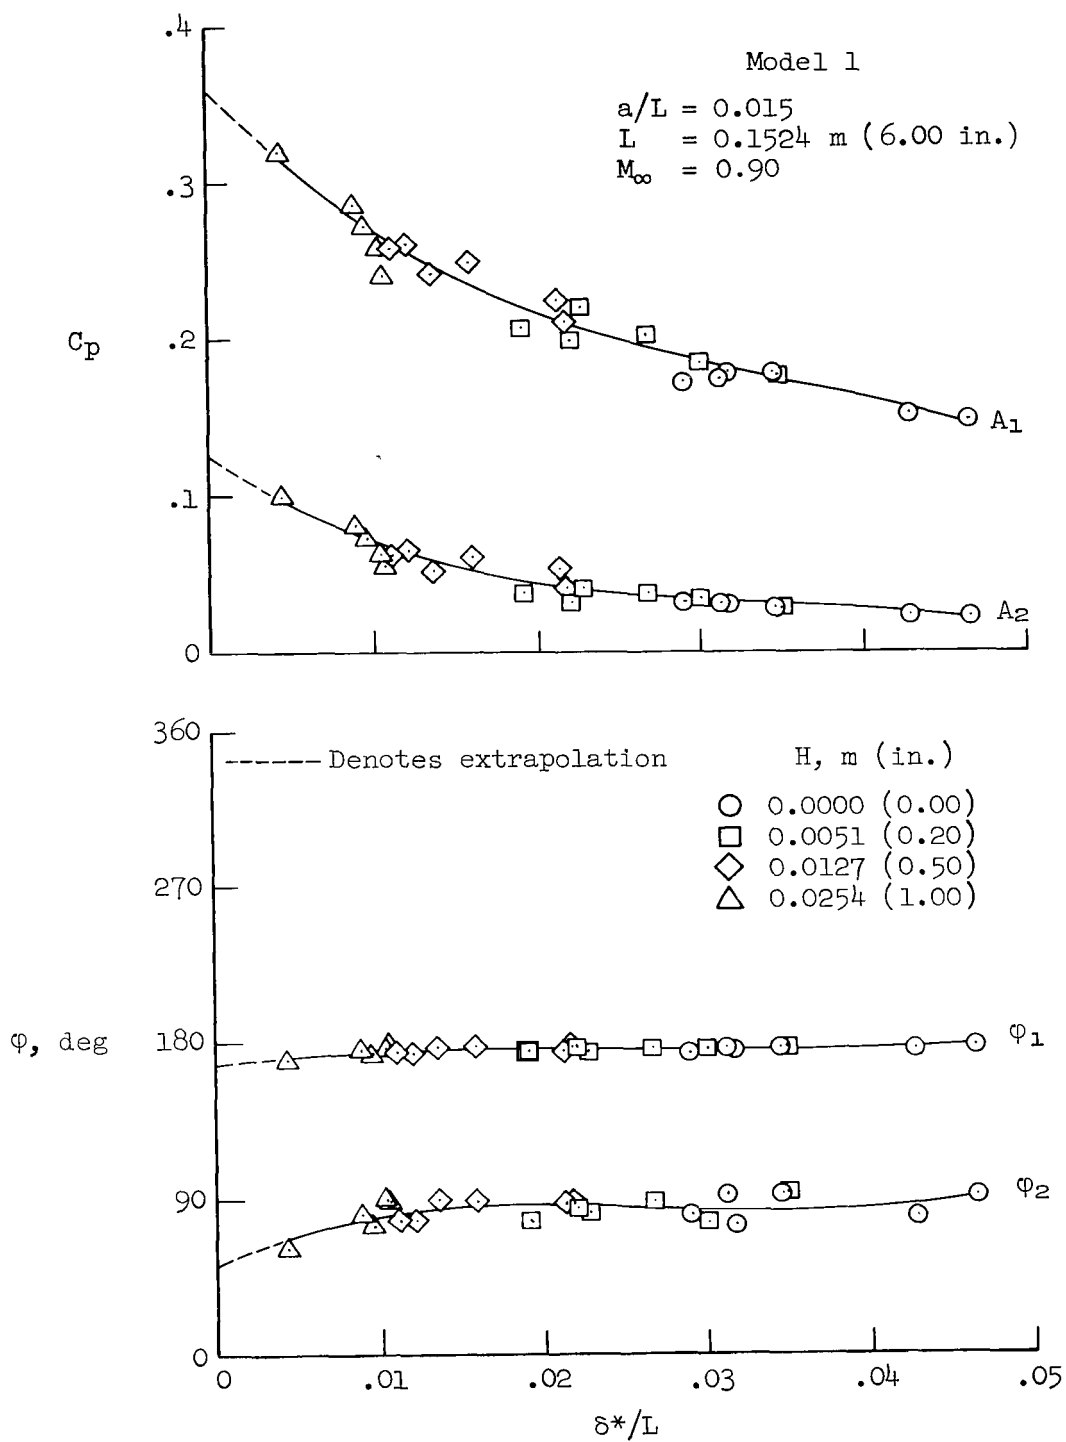 .4
Model 1
a/L = 0.015
L = 0.1524 m (6.00 in.)
M∞ = 0.90
.3
Cp
.2
A1
.1
A2
0
360
Denotes extrapolation
H, m (in.)
0.0000 (0.00)
0.0051 (0.20)
0.0127 (0.50)
0.0254 (1.00)
270
φ, deg
180
φ1
90
φ2
0
0 .01 .02 .03 .04 .05
δ*/L